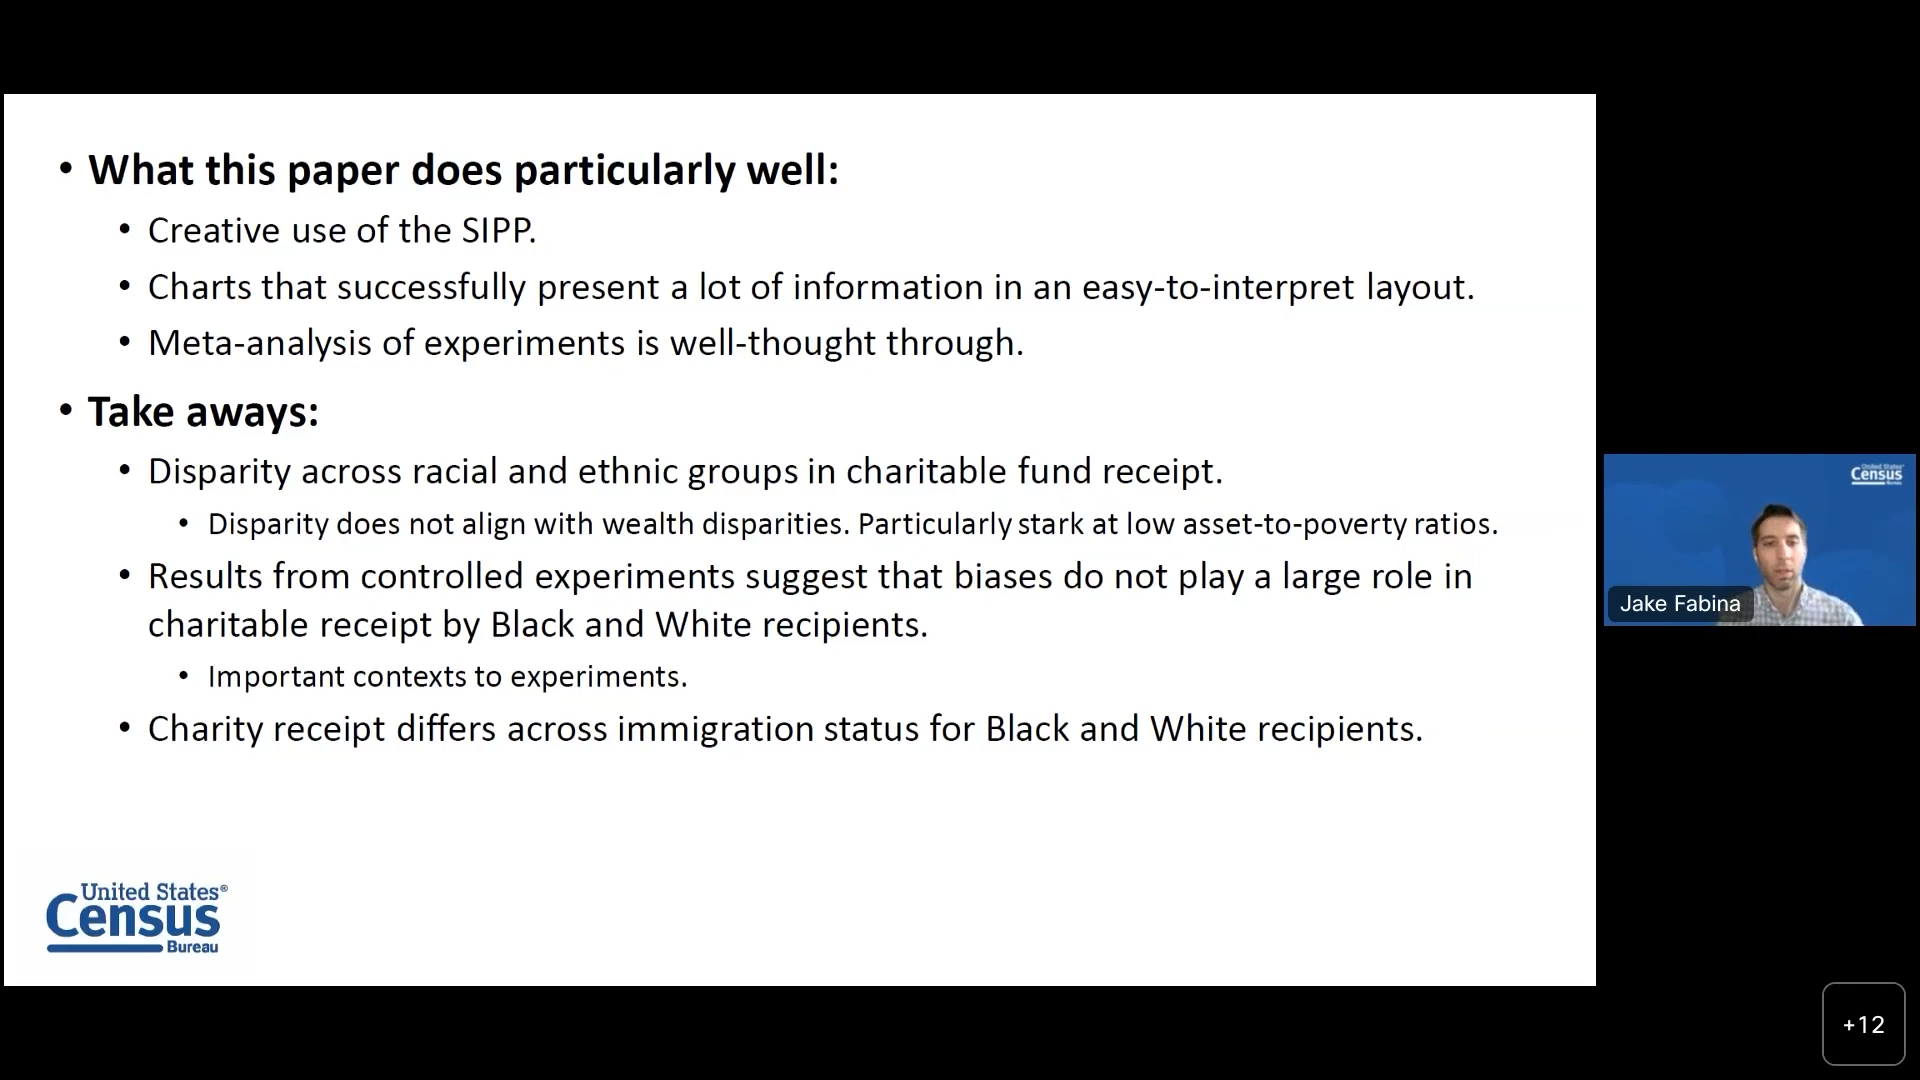 • What this paper does particularly well:
• Creative use of the SIPP.
• Charts that successfully present a lot of information in an easy-to-interpret layout.
• Meta-analysis of experiments is well-thought through.
• Take aways:
• Disparity across racial and ethnic groups in charitable fund receipt.
• Disparity does not align with wealth disparities. Particularly stark at low asset-to-poverty ratios.
• Results from controlled experiments suggest that biases do not play a large role in
charitable receipt by Black and White recipients.
• Important contexts to experiments.
• Charity receipt differs across immigration status for Black and White recipients.
United States®
Census
Bureau
United States®
Census
Bureau
Jake Fabina
+12